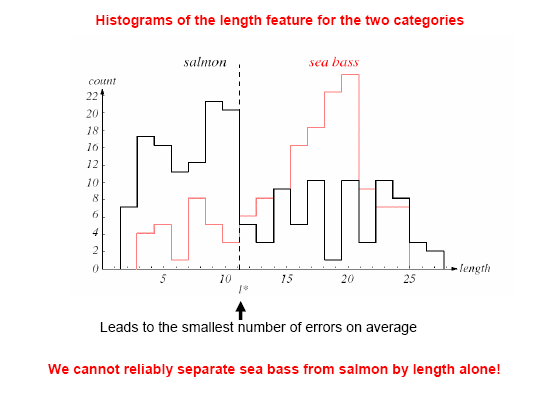 Histograms of the length feature for the two categories
salmon
sea bass
count
22
20
18
16
12
10
8
6
4
2
0
5
10
15
20
25
length
l*
Leads to the smallest number of errors on average
We cannot reliably separate sea bass from salmon by length alone!